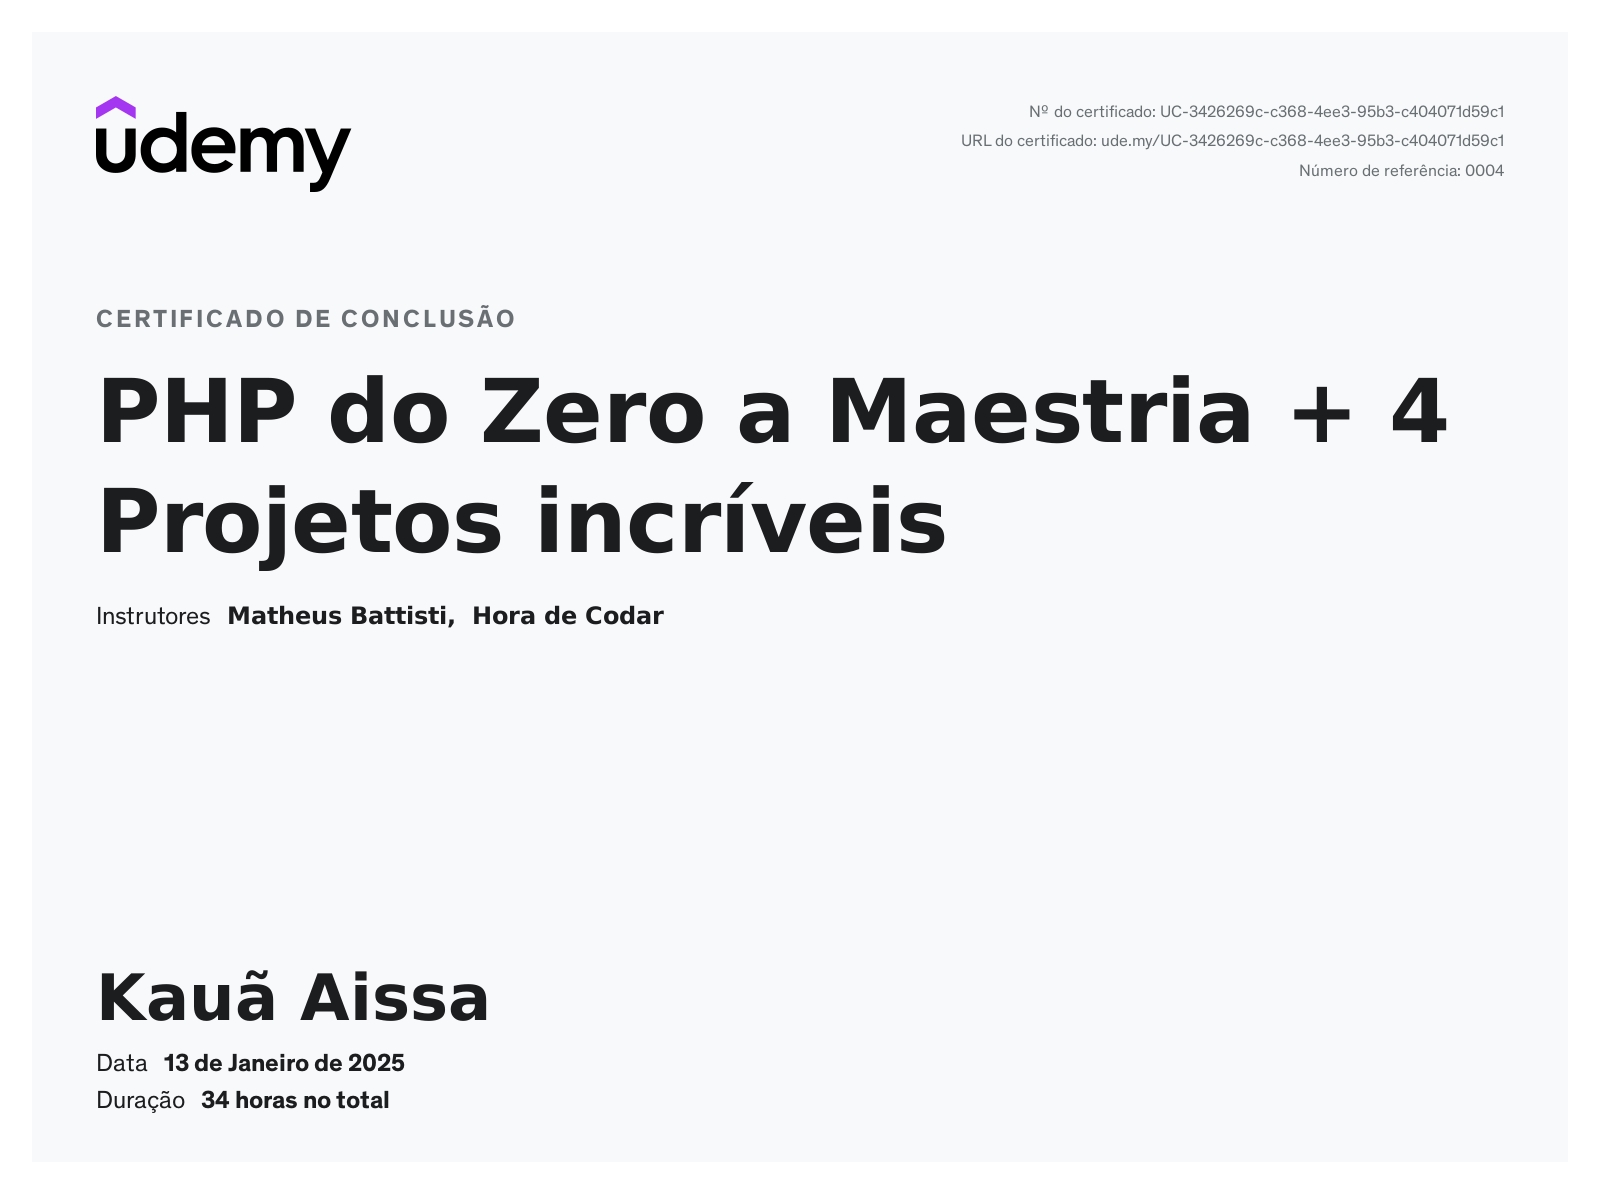 udemy
Nº do certificado: UC-3426269c-c368-4ee3-95b3-c404071d59c1
URL do certificado: ude.my/UC-3426269c-c368-4ee3-95b3-c404071d59c1
Número de referência: 0004
CERTIFICADO DE CONCLUSÃO
PHP do Zero a Maestria + 4
Projetos incríveis
Instrutores Matheus Battisti, Hora de Codar
Kauã Aissa
Data 13 de Janeiro de 2025
Duração 34 horas no total